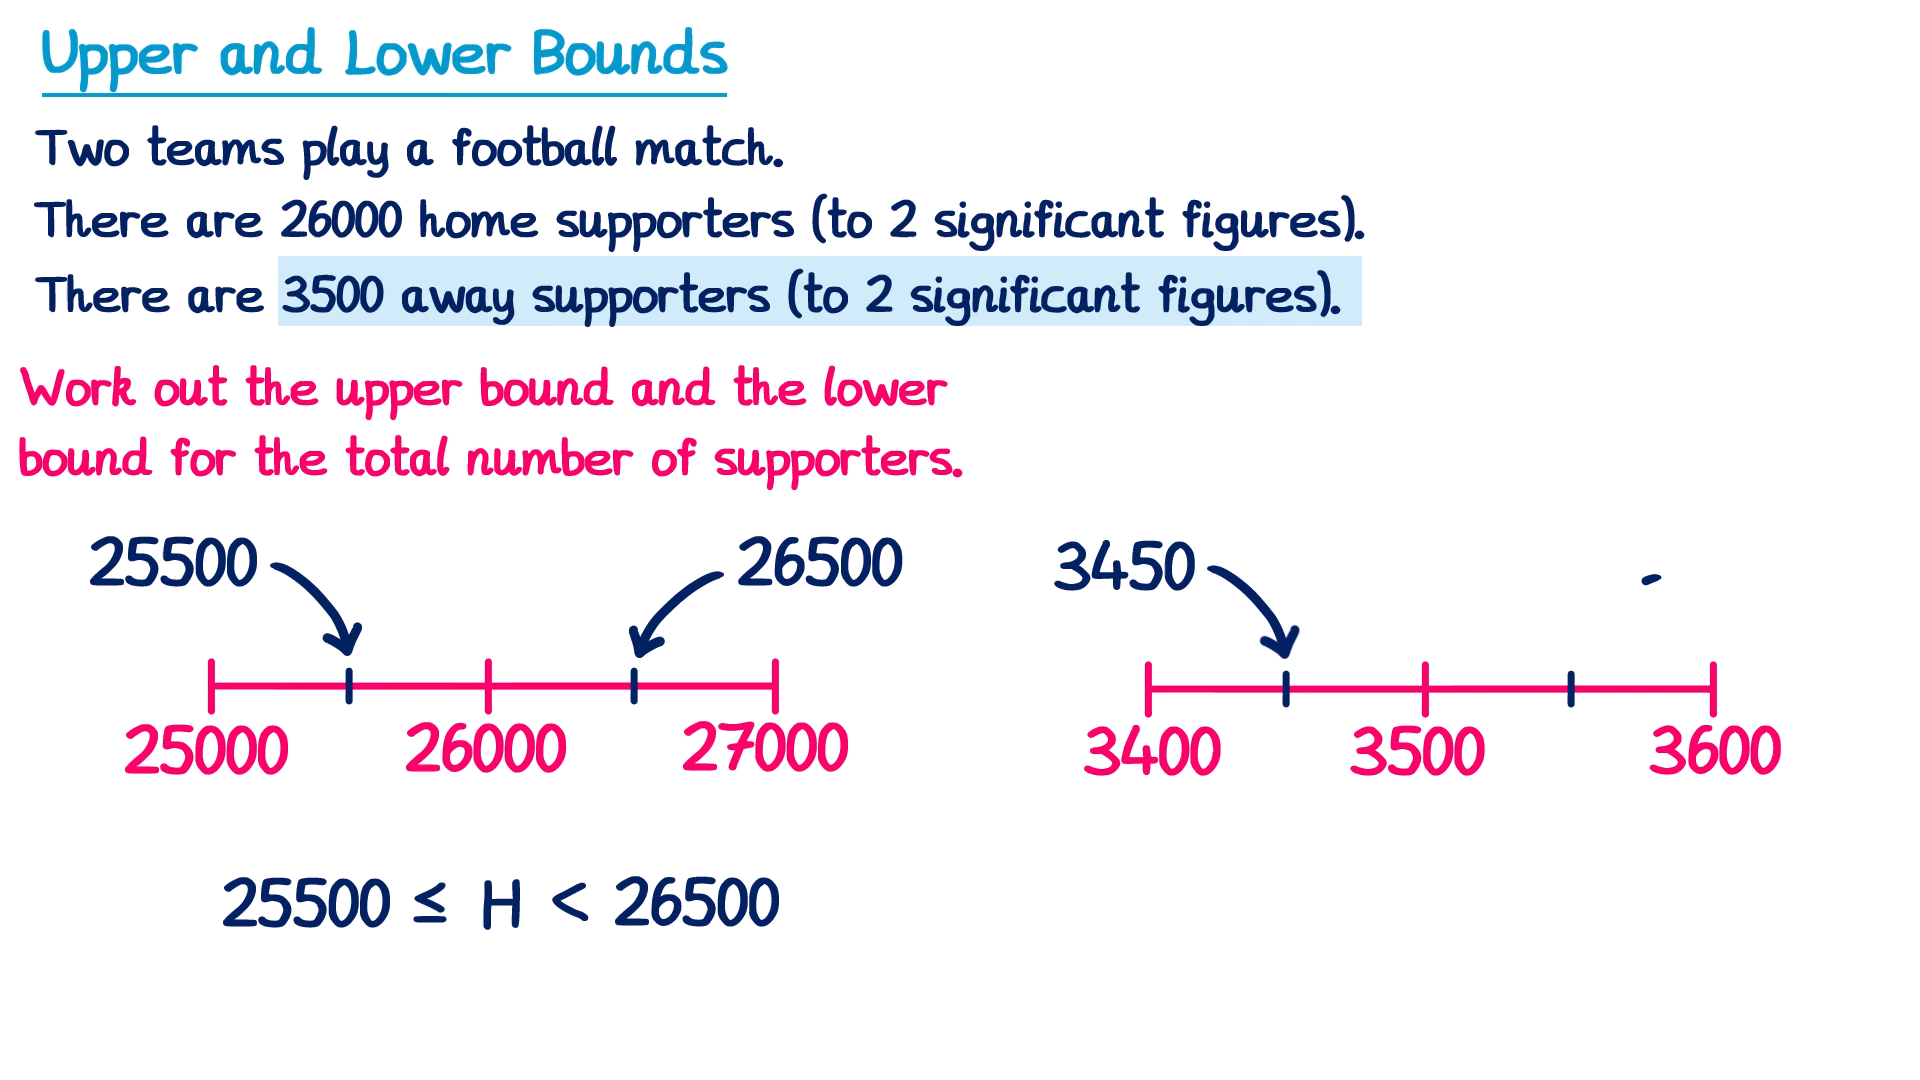 Upper and Lower Bounds
Two teams play a football match.
There are 26000 home supporters (to 2 significant figures).
There are 3500 away supporters (to 2 significant figures).
Work out the upper bound and the lower
bound for the total number of supporters.
25500 26500 3450
25000 26000 27000 3400 3500 3600
25500 ≤ H < 26500